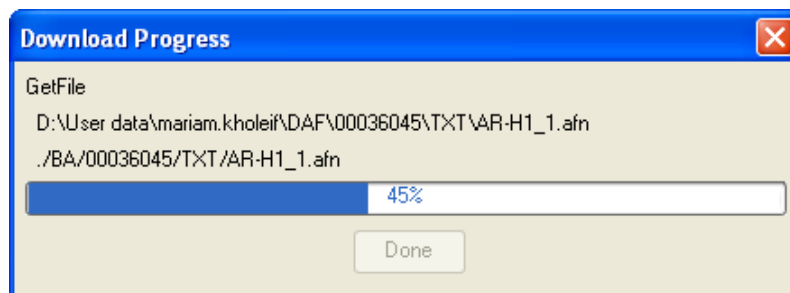 Download Progress
GetFile
D:\User data\mariam.kholeif\DAF\00036045\TXT\AR-H1_1.afn
./BA/00036045/TXT/AR-H1_1.afn
45%
Done